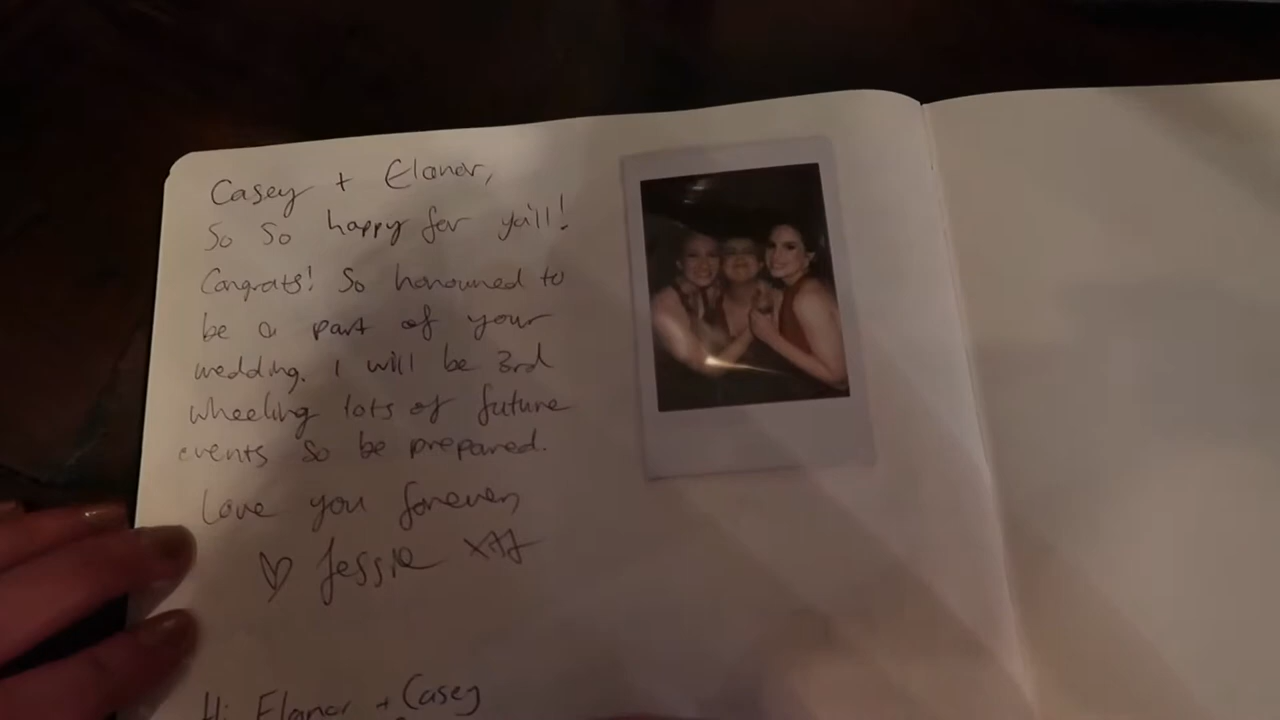 Casey + Elanor,
So So happy for ya'll!
Congrats! So honoured to
be a part of your
wedding. I will be 3rd
wheeling lots of future
events so be prepared.
Love you forever,
♡ Jessie
Hi Elanor + Casey